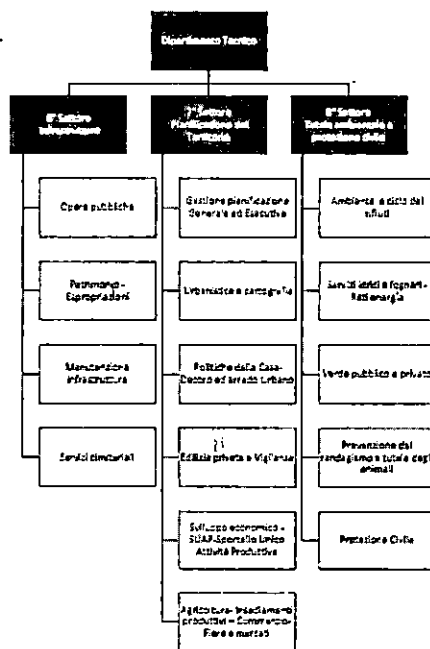 Dipartimento Tecnico
6° Settore
Infrastrutture
7° Settore
Pianificazione del
Territorio
8° Settore
Tutela ambientale e
protezione civile
Opere pubbliche
Patrimonio -
Espropriazioni
Manutenzione
infrastrutture
Servizi cimiteriali
Gestione pianificazione
Generale ed Esecutiva
Urbanistica e cartografia
Politiche della Casa-
Decoro ed arredo Urbano
Edilizia privata e Vigilanza
Sviluppo economico -
SUAP-Sportello Unico
Attività Produttive
Agricoltura- Insediamenti
produttivi – Commercio-
Fiere e mercati
Ambiente e ciclo dei
rifiuti
Servizi idrici e fognari -
Reti energia
Verde pubblico e privato
Prevenzione del
randagismo e tutela degli
animali
Protezione Civile